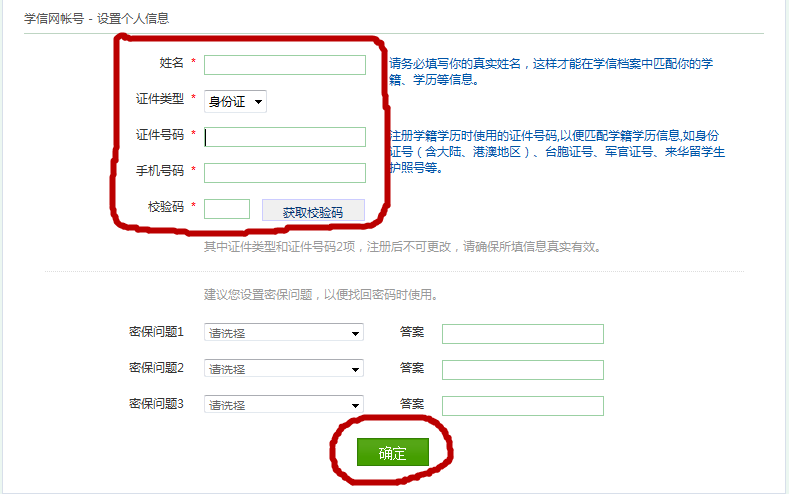 学信网帐号 - 设置个人信息
姓名 *
请务必填写你的真实姓名，这样才能在学信档案中匹配你的学
籍、学历等信息。
证件类型 * 身份证
证件号码 *
注册学籍学历时使用的证件号码,以便匹配学籍学历信息,如身份
证号（含大陆、港澳地区）、台胞证号、军官证号、来华留学生
护照号等。
手机号码 *
校验码 * 获取校验码
其中证件类型和证件号码2项，注册后不可更改，请确保所填信息真实有效。
建议您设置密保问题，以便找回密码时使用。
密保问题1 请选择 答案
密保问题2 请选择 答案
密保问题3 请选择 答案
确定